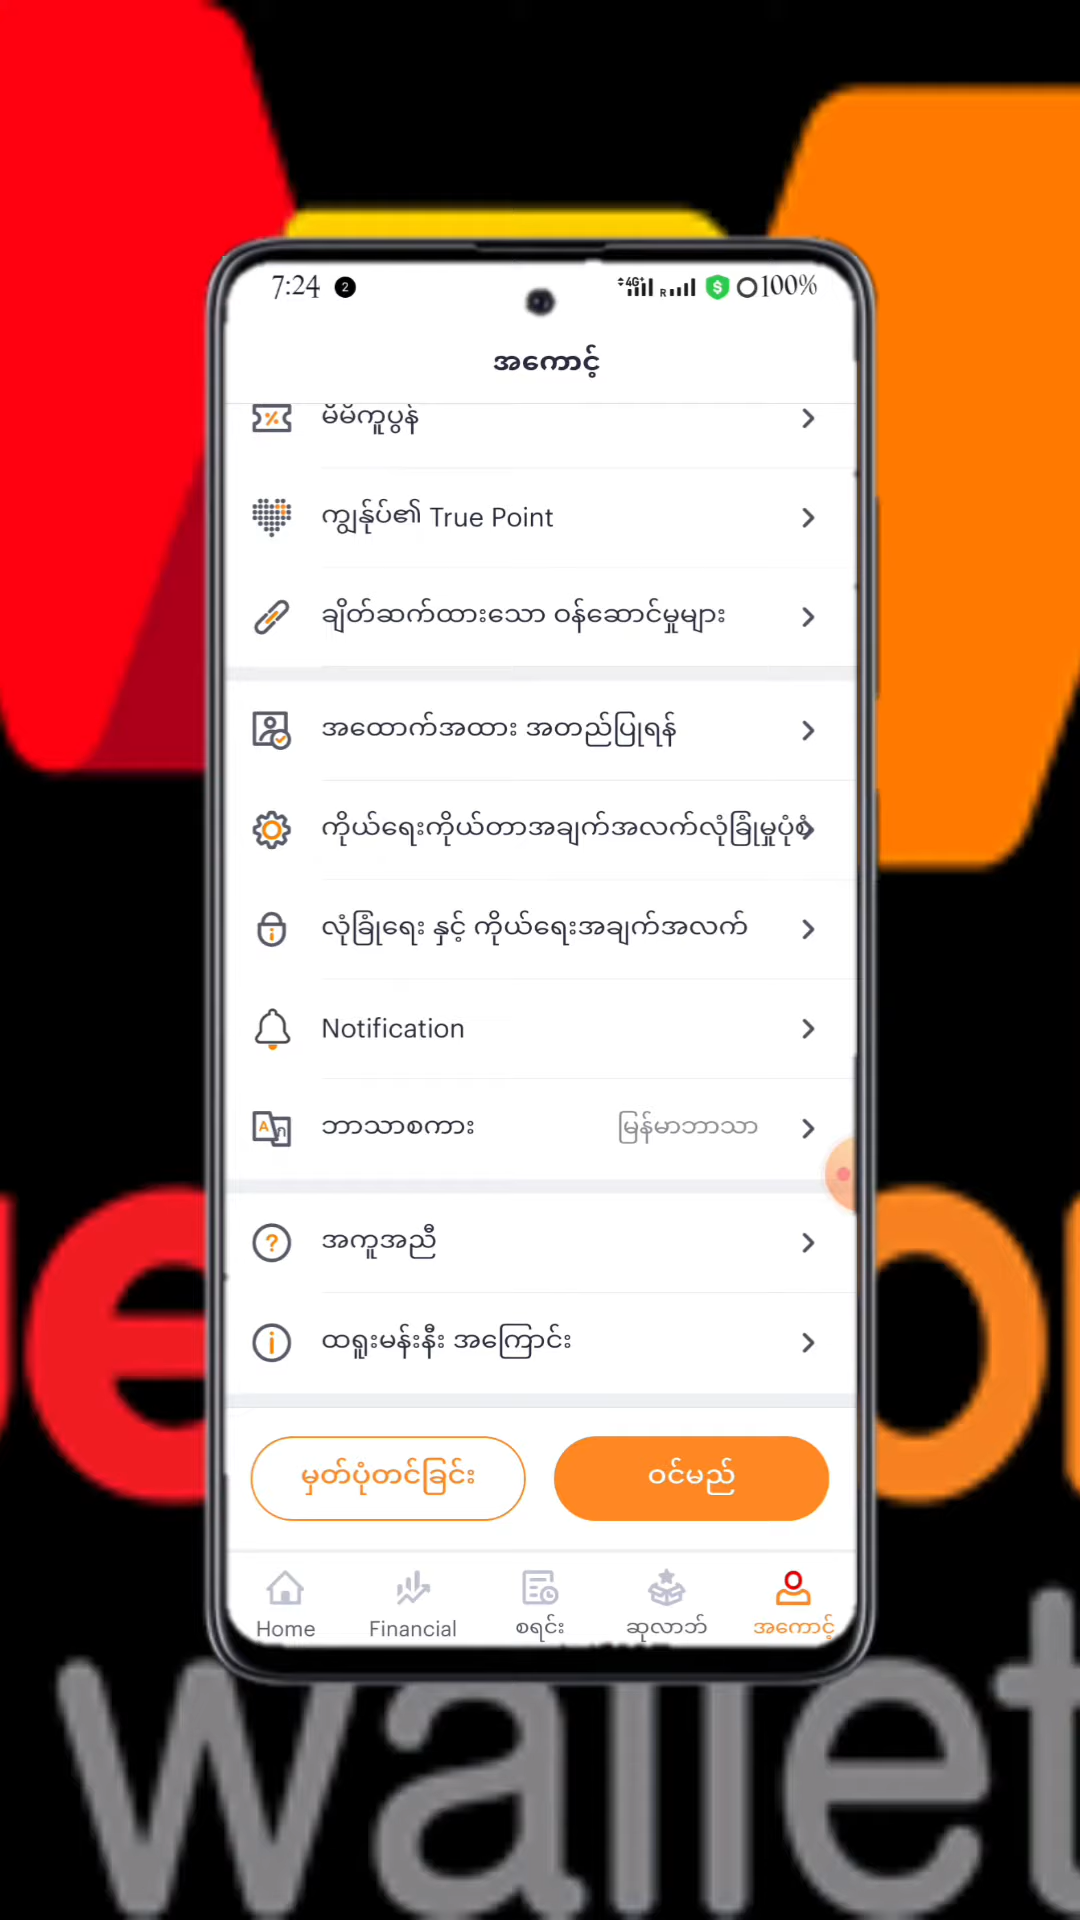 7:24 2 4G+ R 100%
အကောင့်
မိမိကူပွန်
ကျွန်ုပ်၏ True Point
ချိတ်ဆက်ထားသော ဝန်ဆောင်မှုများ
အထောက်အထား အတည်ပြုရန်
ကိုယ်ရေးကိုယ်တာအချက်အလက်လုံခြုံမှုပုံစံ
လုံခြုံရေး နှင့် ကိုယ်ရေးအချက်အလက်
Notification
ဘာသာစကား မြန်မာဘာသာ
အကူအညီ
ထရူးမန်းနီး အကြောင်း
မှတ်ပုံတင်ခြင်း ဝင်မည်
Home Financial စာရင်း ဆုလာဘ် အကောင့်
wallet